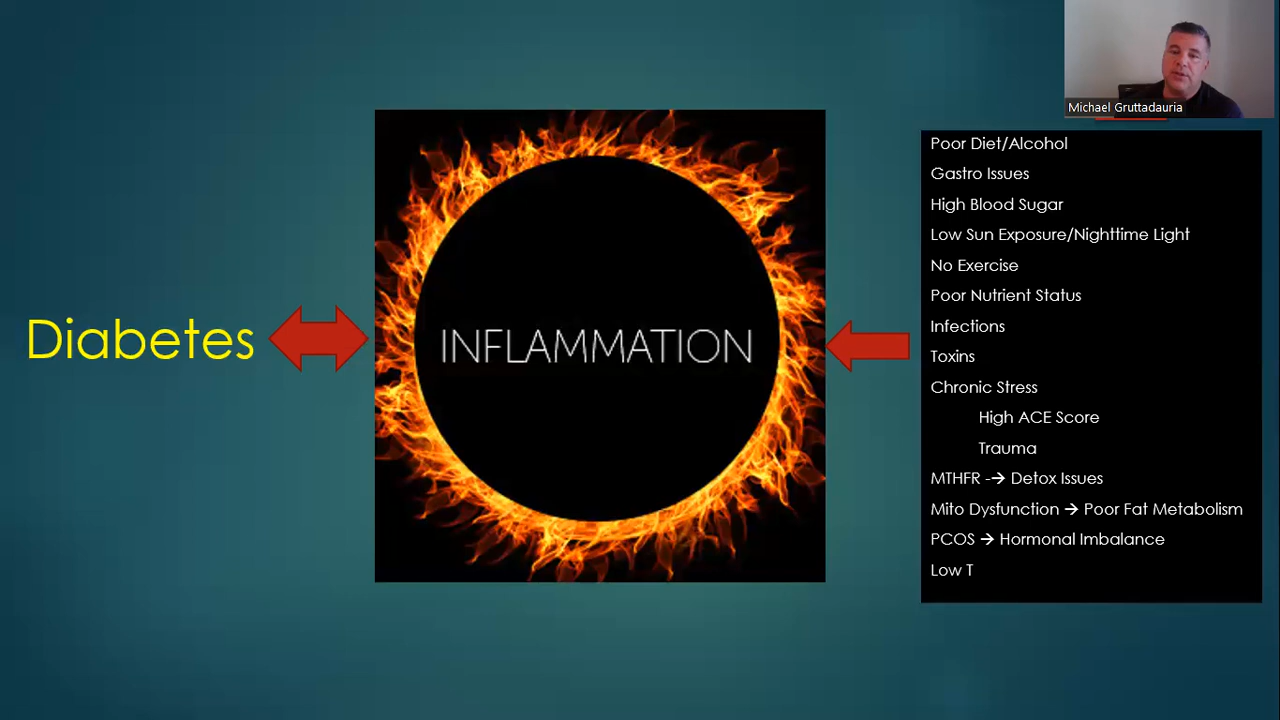 Michael Gruttadauria
Poor Diet/Alcohol
Gastro Issues
High Blood Sugar
Low Sun Exposure/Nighttime Light
No Exercise
Poor Nutrient Status
Infections
Toxins
Chronic Stress
High ACE Score
Trauma
MTHFR -→ Detox Issues
Mito Dysfunction → Poor Fat Metabolism
PCOS → Hormonal Imbalance
Low T
Diabetes
INFLAMMATION